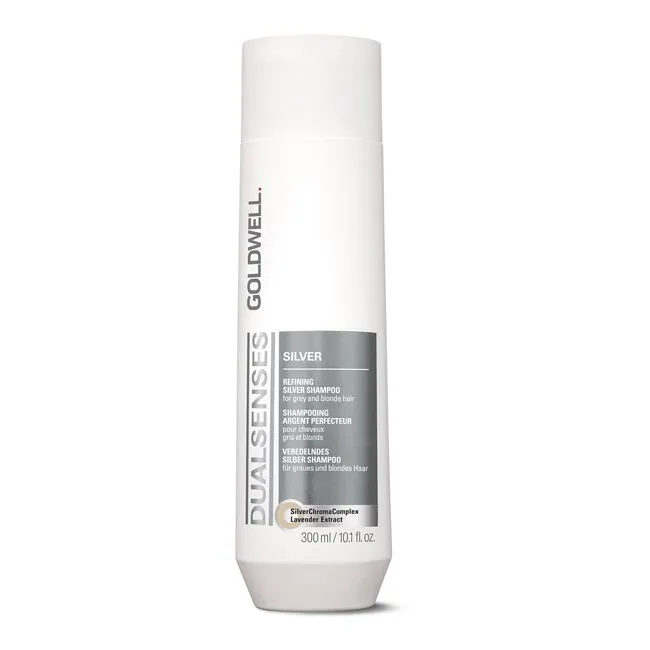 GOLDWELL.
DUALSENSES
SILVER
REFINING
SILVER SHAMPOO
for grey and blonde hair
SHAMPOOING
ARGENT PERFECTEUR
pour cheveux
gris et blonds
VEREDELNDES
SILBER SHAMPOO
für graues und blondes Haar
SilverChromaComplex
Lavender Extract
300 ml / 10.1 fl. oz.